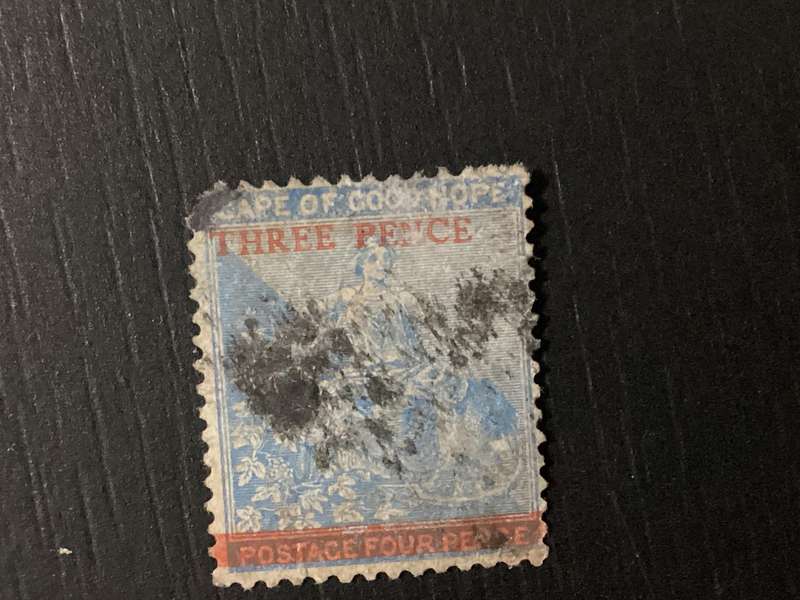 CAPE OF GOOD HOPE
THREE PENCE
POSTAGE FOUR PENCE